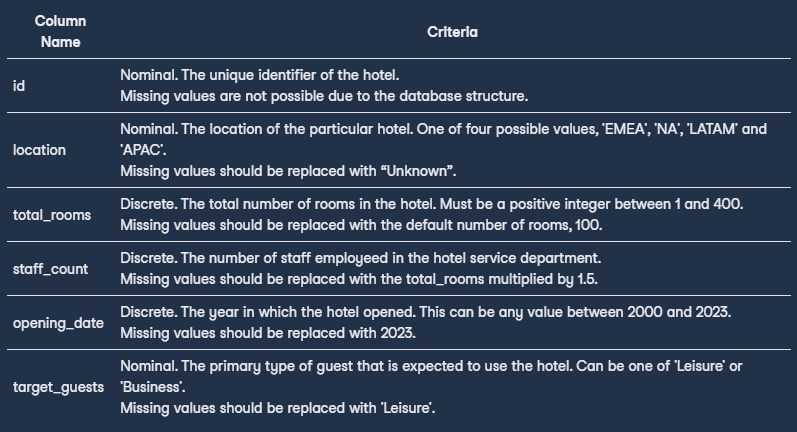 Column
Name
Criteria
id
Nominal. The unique identifier of the hotel.
Missing values are not possible due to the database structure.
location
Nominal. The location of the particular hotel. One of four possible values, 'EMEA', 'NA', 'LATAM' and
'APAC'.
Missing values should be replaced with “Unknown”.
total_rooms
Discrete. The total number of rooms in the hotel. Must be a positive integer between 1 and 400.
Missing values should be replaced with the default number of rooms, 100.
staff_count
Discrete. The number of staff employeed in the hotel service department.
Missing values should be replaced with the total_rooms multiplied by 1.5.
opening_date
Discrete. The year in which the hotel opened. This can be any value between 2000 and 2023.
Missing values should be replaced with 2023.
target_guests
Nominal. The primary type of guest that is expected to use the hotel. Can be one of 'Leisure' or
'Business'.
Missing values should be replaced with 'Leisure'.